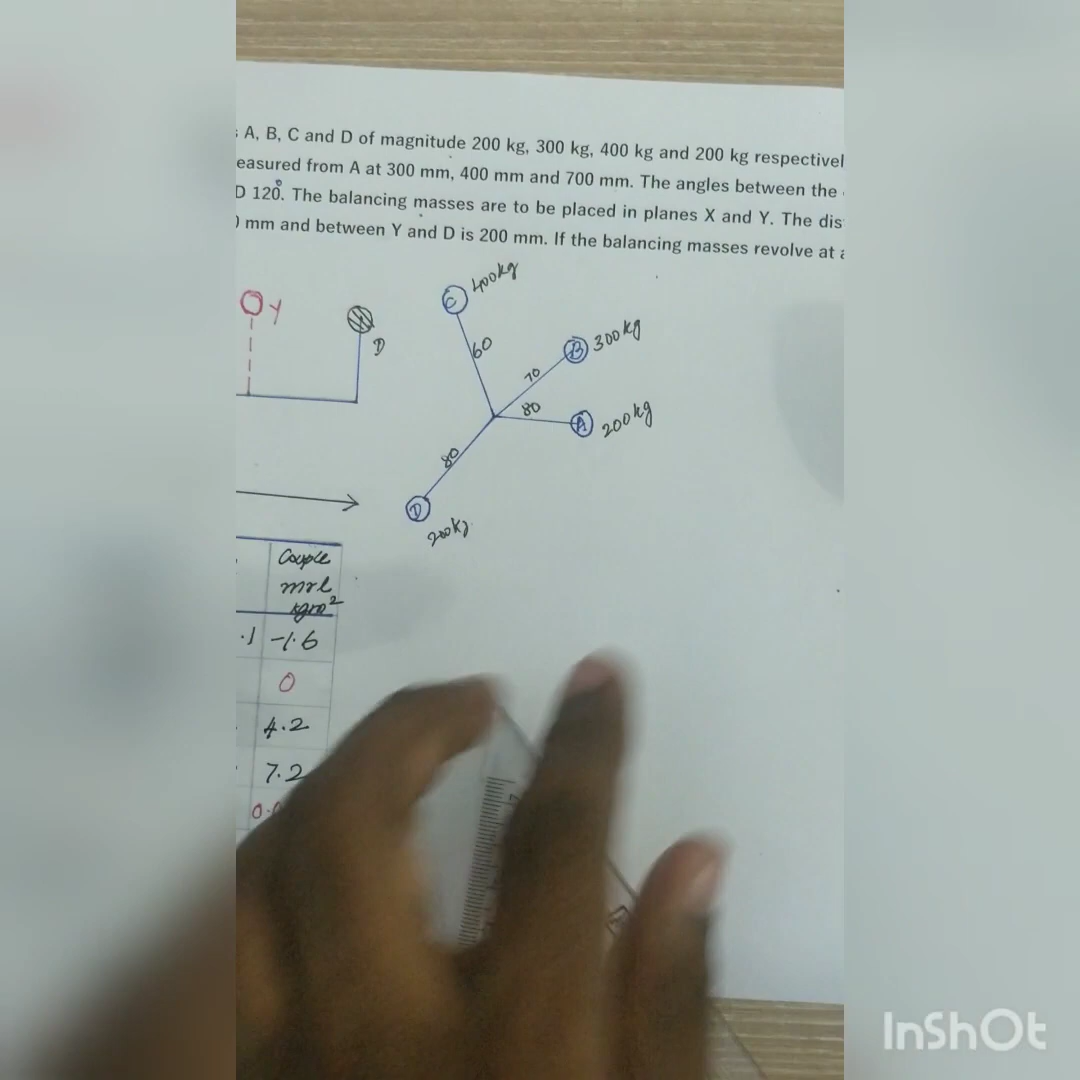 A, B, C and D of magnitude 200 kg, 300 kg, 400 kg and 200 kg
easured from A at 300 mm, 400 mm and 700 mm. The angles between the
D 120°. The balancing masses are to be placed in planes X and Y. The
mm and between Y and D is 200 mm. If the balancing masses revolve at
C 400kg
60
B 300kg
70
Y
D
80
A 200kg
80
D
200kg
Couple
mrl
kgm²
.1 -1.6
0
4.2
7.2
InShOt